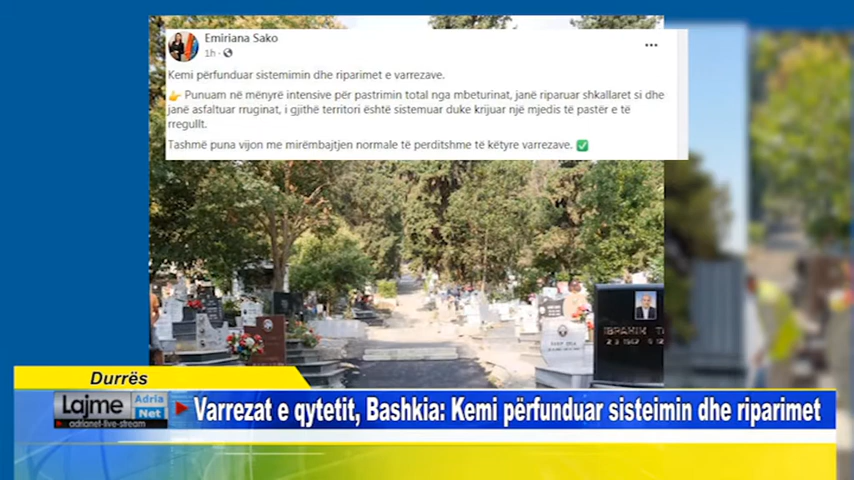 Emiriana Sako
1h
Kemi përfunduar sistemimin dhe riparimet e varrezave.
👉 Punuam në mënyrë intensive për pastrimin total nga mbeturinat, janë riparuar shkallaret si dhe
janë asfaltuar rruginat, i gjithë territori është sistemuar duke krijuar një mjedis të pastër e të
rregullt.
Tashmë puna vijon me mirëmbajtjen normale të perditshme të këtyre varrezave. ✅
IBRAHIM
Durrës
Lajme Adria Net
adrianet-live-stream
Varrezat e qytetit, Bashkia: Kemi përfunduar sisteimin dhe riparimet